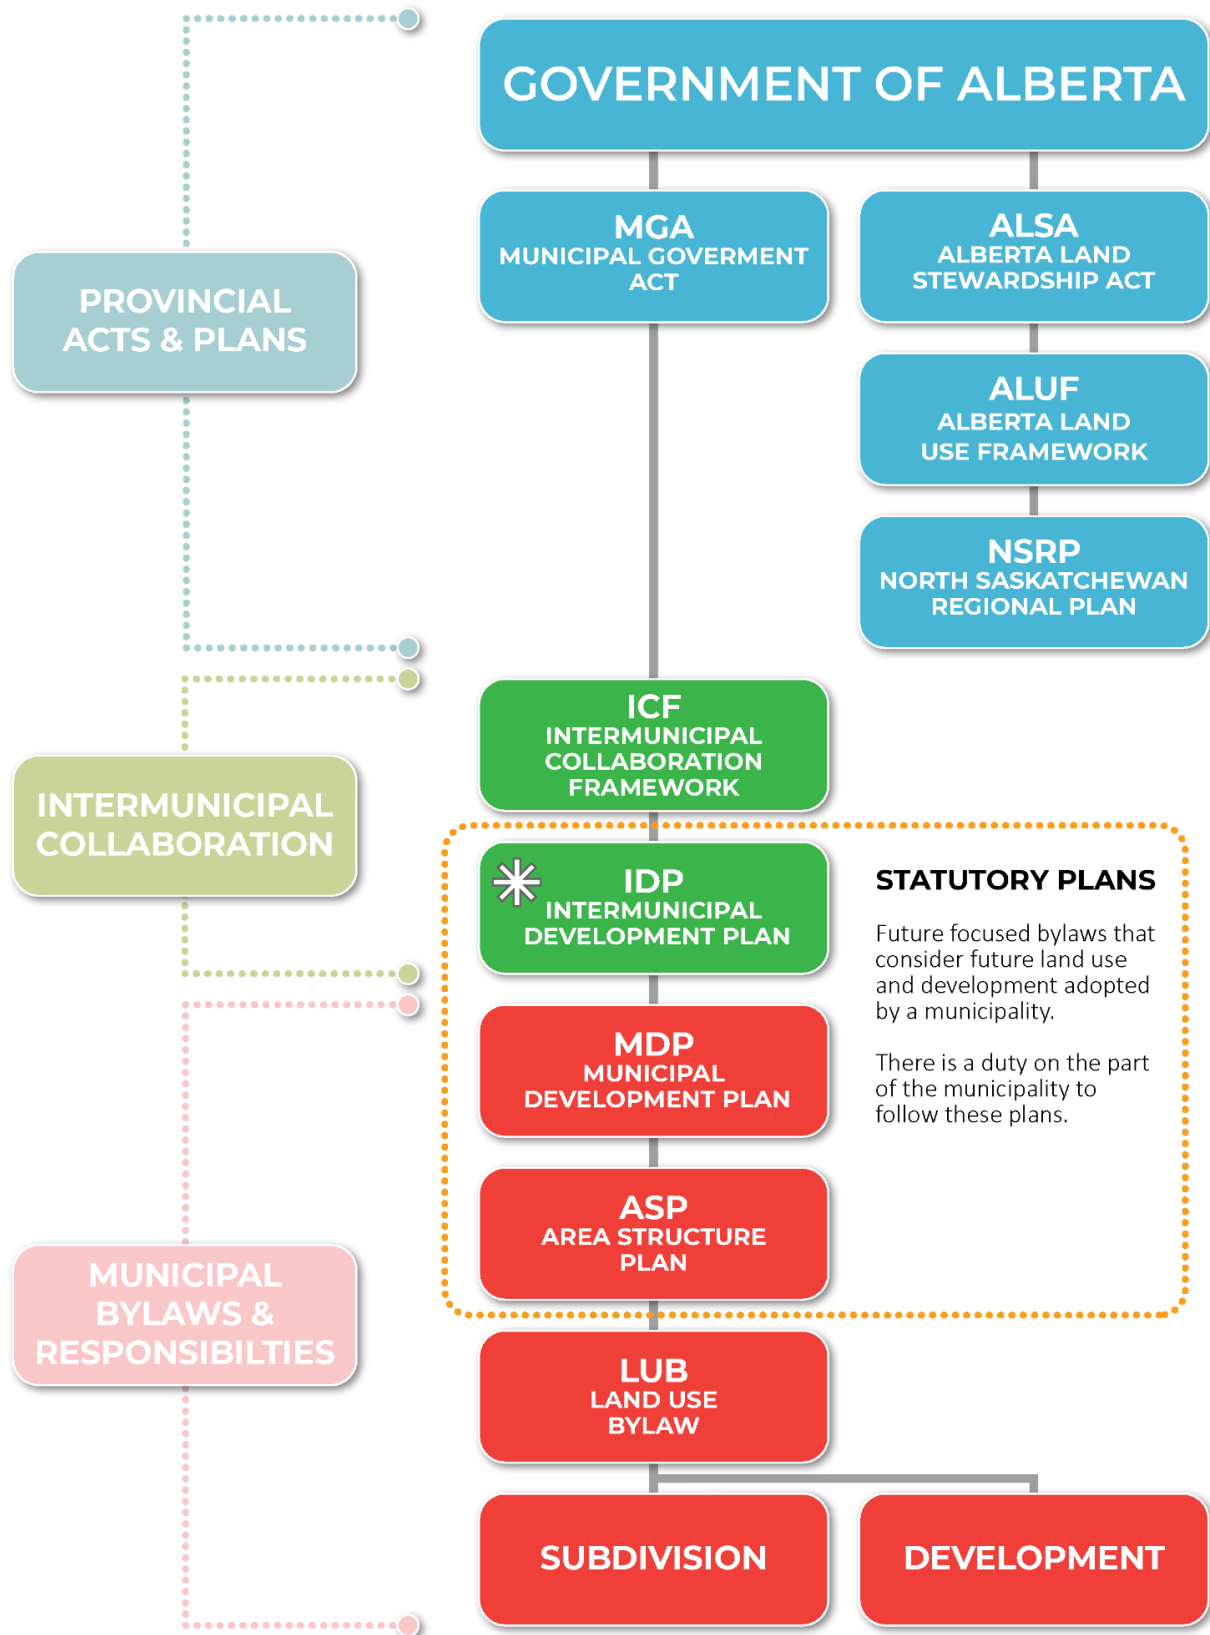 GOVERNMENT OF ALBERTA
MGA
MUNICIPAL GOVERMENT
ACT
ALSA
ALBERTA LAND
STEWARDSHIP ACT
PROVINCIAL
ACTS & PLANS
ALUF
ALBERTA LAND
USE FRAMEWORK
NSRP
NORTH SASKATCHEWAN
REGIONAL PLAN
ICF
INTERMUNICIPAL
COLLABORATION
FRAMEWORK
INTERMUNICIPAL
COLLABORATION
IDP
INTERMUNICIPAL
DEVELOPMENT PLAN
STATUTORY PLANS
Future focused bylaws that
consider future land use
and development adopted
by a municipality.
There is a duty on the part
of the municipality to
follow these plans.
MDP
MUNICIPAL
DEVELOPMENT PLAN
ASP
AREA STRUCTURE
PLAN
MUNICIPAL
BYLAWS &
RESPONSIBILTIES
LUB
LAND USE
BYLAW
SUBDIVISION
DEVELOPMENT